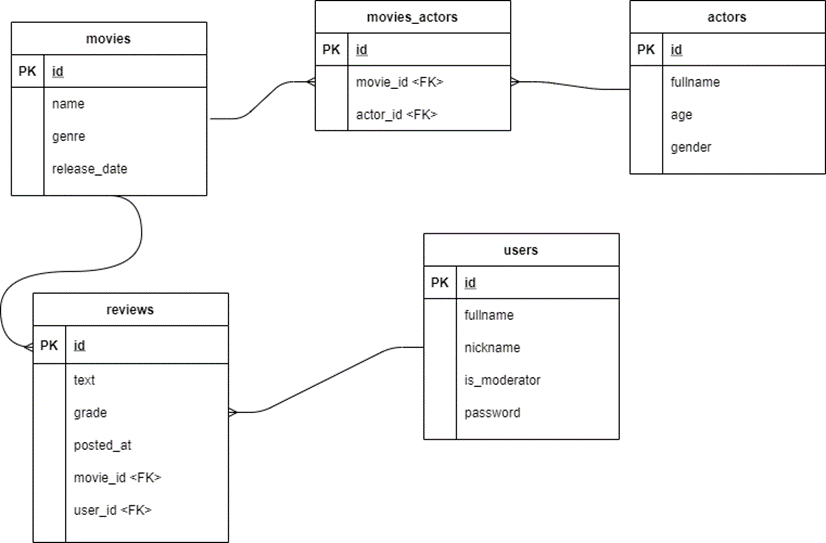 movies
PK id
name
genre
release_date
movies_actors
PK id
movie_id <FK>
actor_id <FK>
actors
PK id
fullname
age
gender
reviews
PK id
text
grade
posted_at
movie_id <FK>
user_id <FK>
users
PK id
fullname
nickname
is_moderator
password